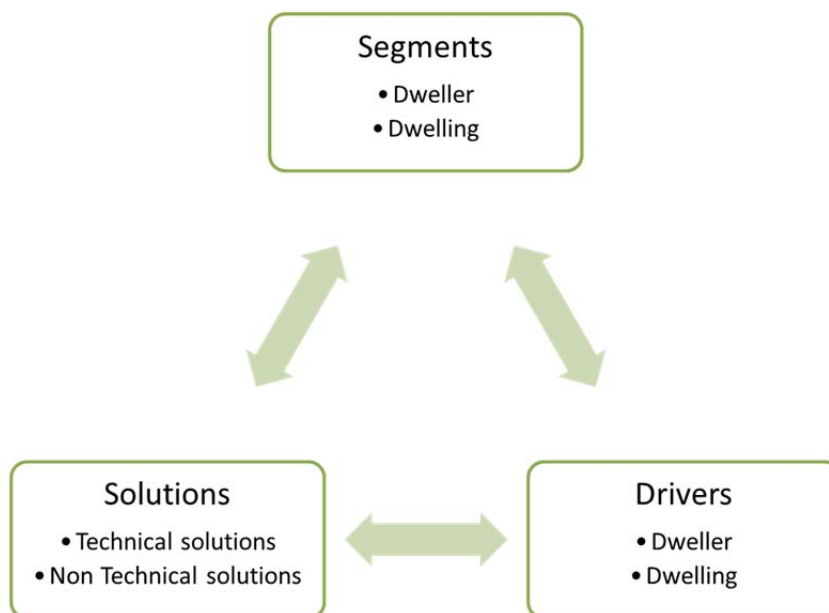 Segments
• Dweller
• Dwelling
Solutions
• Technical solutions
• Non Technical solutions
Drivers
• Dweller
• Dwelling